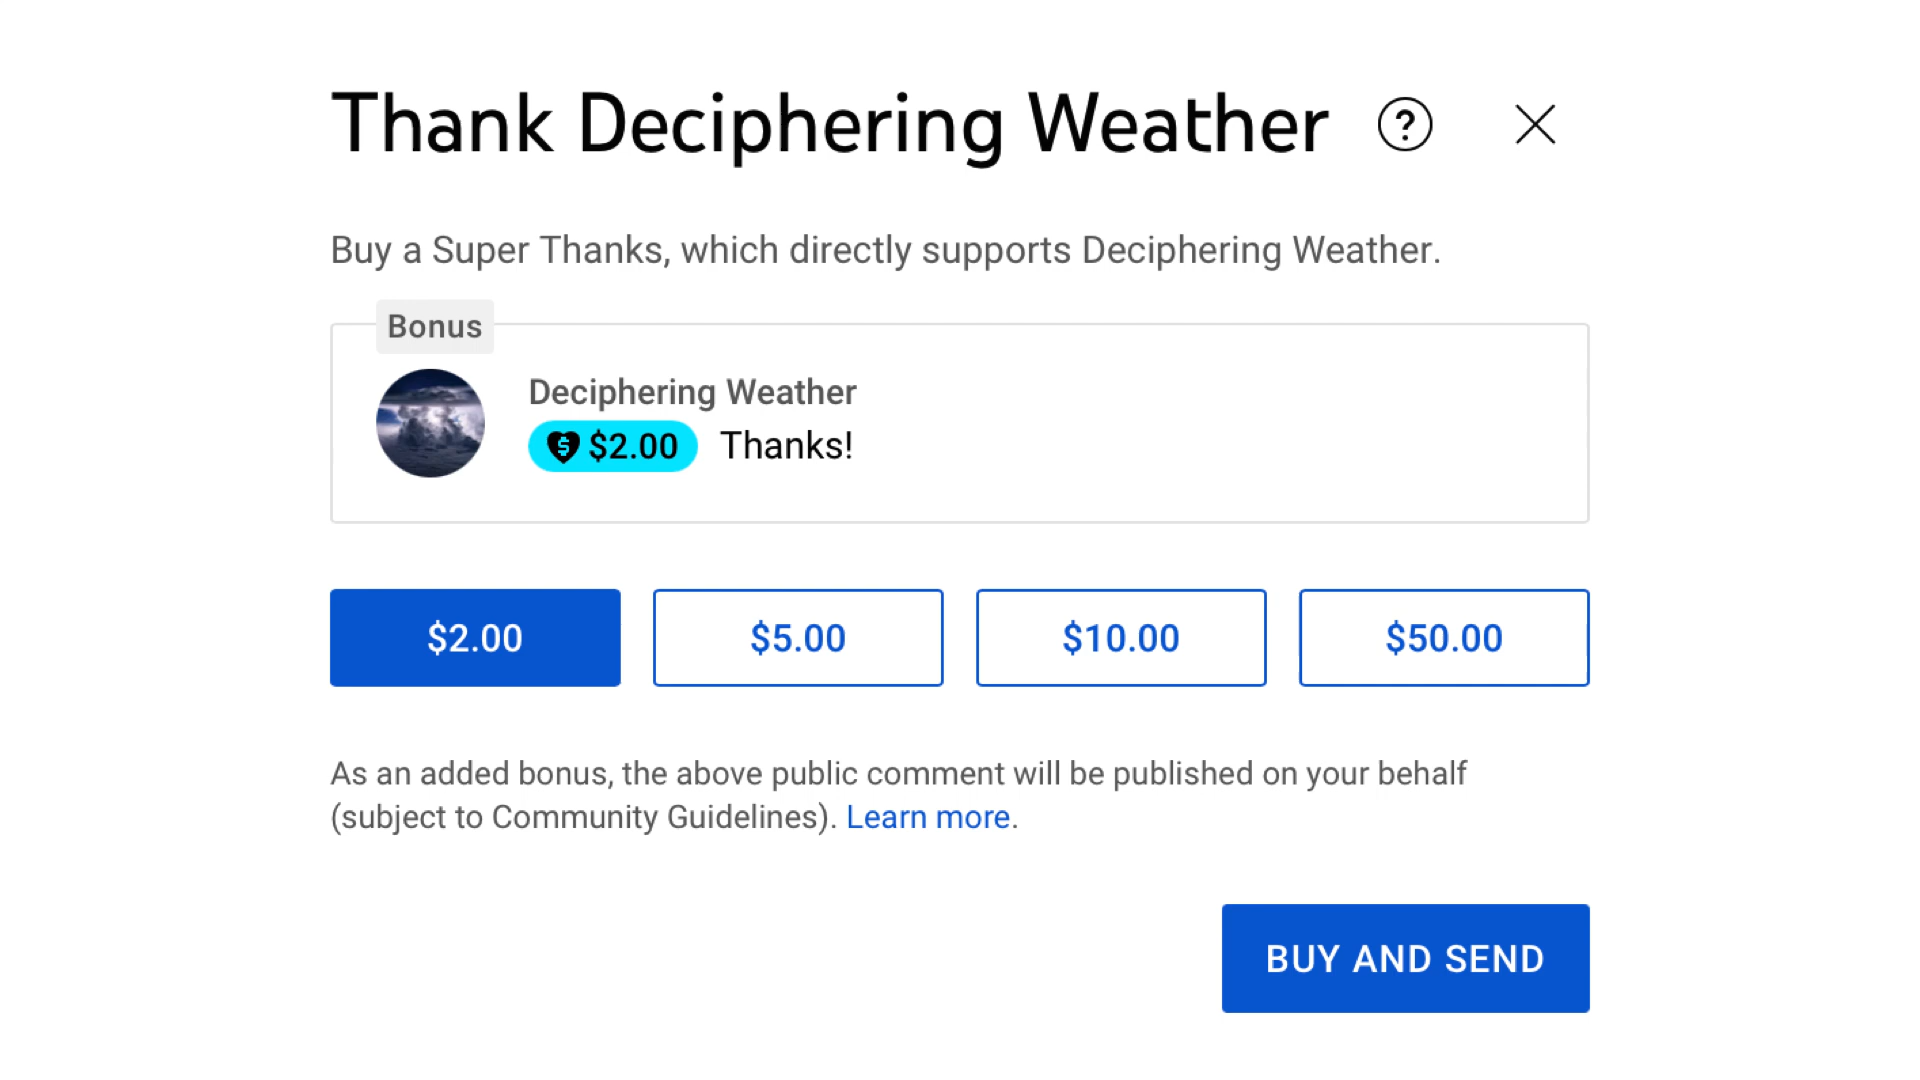 Thank Deciphering Weather ?
Buy a Super Thanks, which directly supports Deciphering Weather.
Bonus
Deciphering Weather
$ $2.00 Thanks!
$2.00 $5.00 $10.00 $50.00
As an added bonus, the above public comment will be published on your behalf
(subject to Community Guidelines). Learn more.
BUY AND SEND